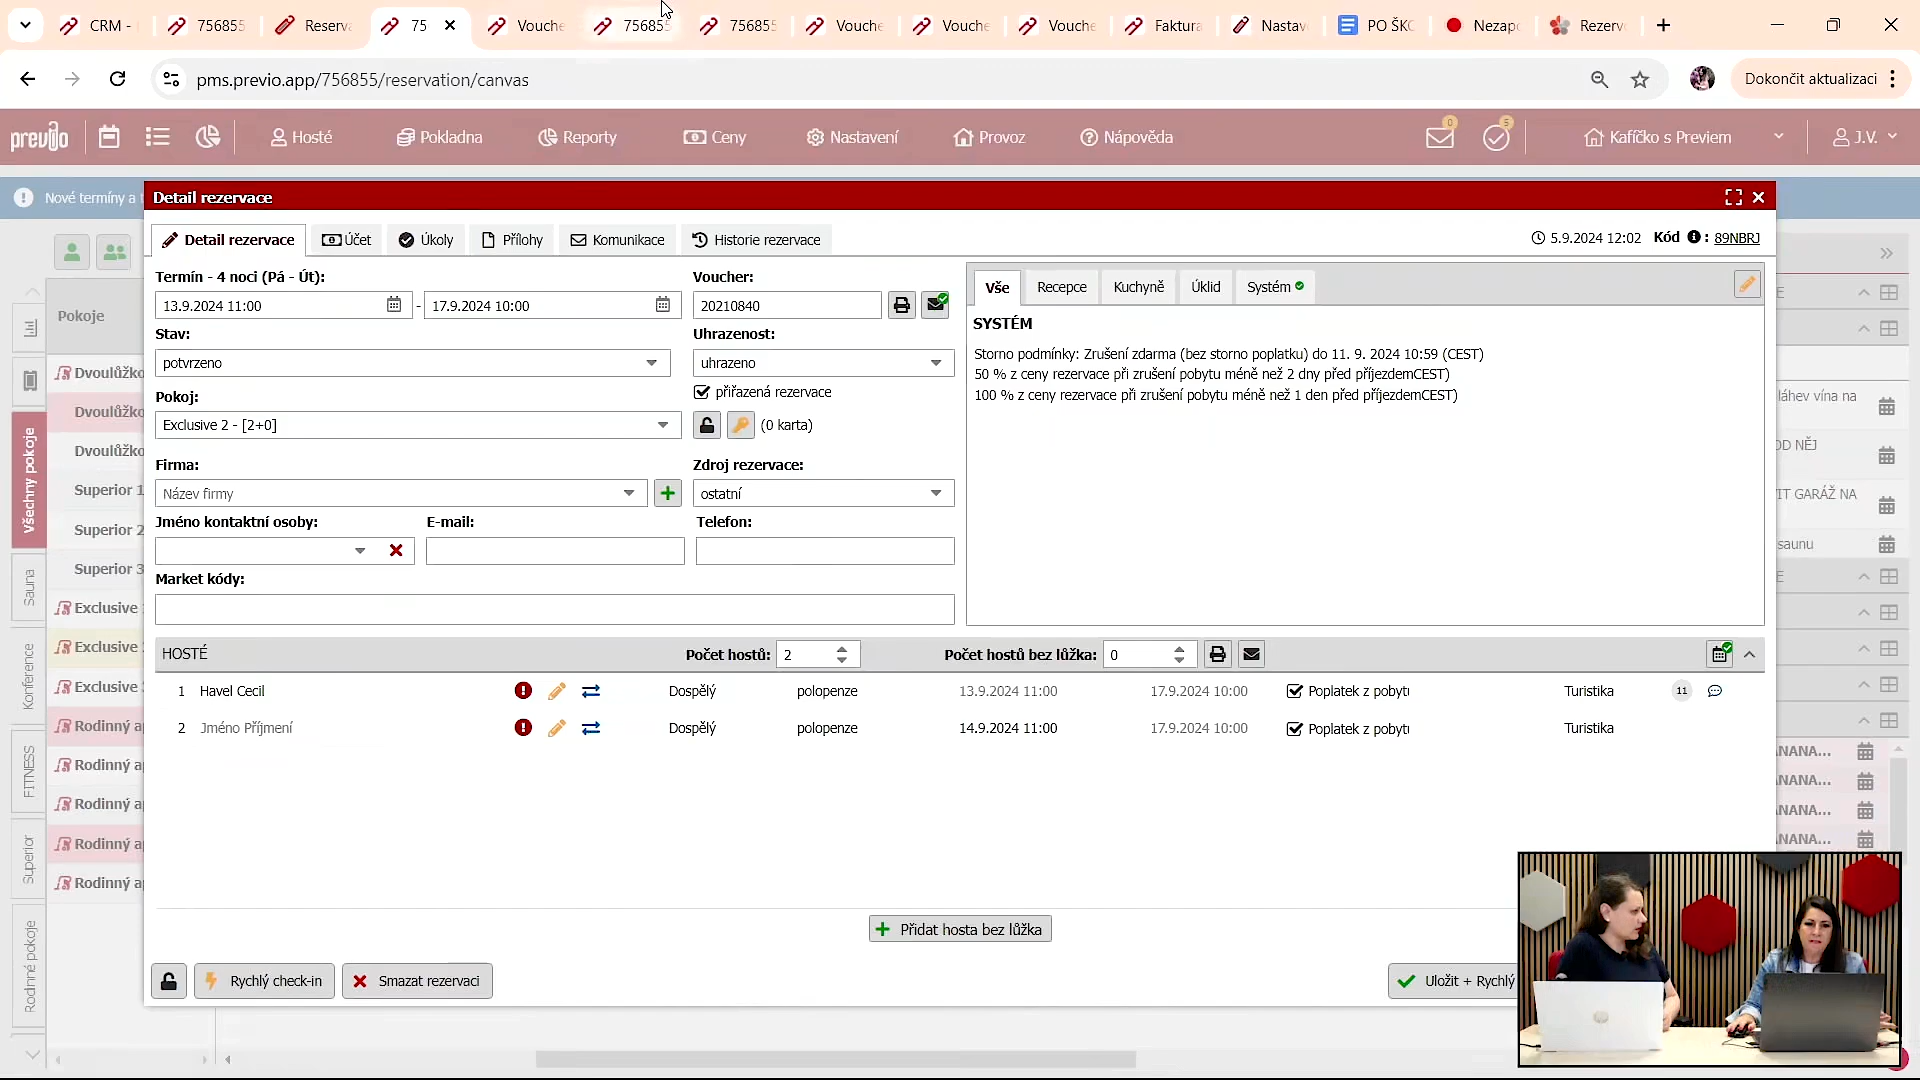 CRM -
756855
Reserva
75
Vouche
756855
756855
Vouche
Vouche
Vouche
Faktura
Nastav
PO ŠKO
Nezapo
Rezerv
pms.previo.app/756855/reservation/canvas
Dokončit aktualizaci
previo
Hosté
Pokladna
Reporty
Ceny
Nastavení
Provoz
Nápověda
0
5
Kafíčko s Previem
J.V.
Nové termíny a
Detail rezervace
Detail rezervace
Účet
Úkoly
Přílohy
Komunikace
Historie rezervace
5.9.2024 12:02
Kód : 89NBRJ
Termín - 4 noci (Pá - Út):
13.9.2024 11:00
-
17.9.2024 10:00
Voucher:
20210840
Stav:
potvrzeno
Uhrazenost:
uhrazeno
přiřazená rezervace
Pokoj:
Exclusive 2 - [2+0]
(0 karta)
Firma:
Název firmy
Zdroj rezervace:
ostatní
Jméno kontaktní osoby:
E-mail:
Telefon:
Market kódy:
Vše
Recepce
Kuchyně
Úklid
Systém
SYSTÉM
Storno podmínky: Zrušení zdarma (bez storno poplatku) do 11. 9. 2024 10:59 (CEST)
50 % z ceny rezervace při zrušení pobytu méně než 2 dny před příjezdemCEST)
100 % z ceny rezervace při zrušení pobytu méně než 1 den před příjezdemCEST)
HOSTÉ
Počet hostů: 2
Počet hostů bez lůžka: 0
1 Havel Cecil
Dospělý
polopenze
13.9.2024 11:00
17.9.2024 10:00
Poplatek z pobytu
Turistika
11
2 Jméno Příjmení
Dospělý
polopenze
14.9.2024 11:00
17.9.2024 10:00
Poplatek z pobytu
Turistika
Přidat hosta bez lůžka
Rychlý check-in
Smazat rezervaci
Uložit + Rychlý
Pokoje
Dvoulůžko
Dvoulůžko
Dvoulůžko
Superior 1
Superior 2
Superior 3
Exclusive
Exclusive
Exclusive
Rodinný a
Rodinný a
Rodinný a
Rodinný a
Rodinný a
Všechny pokoje
Sauna
Konference
FITNESS
Superior
Rodinné pokoje
láhev vína na
OD NĚJ
IT GARÁŽ NA
saunu
NANA...
NANA...
NANA...
NANA...